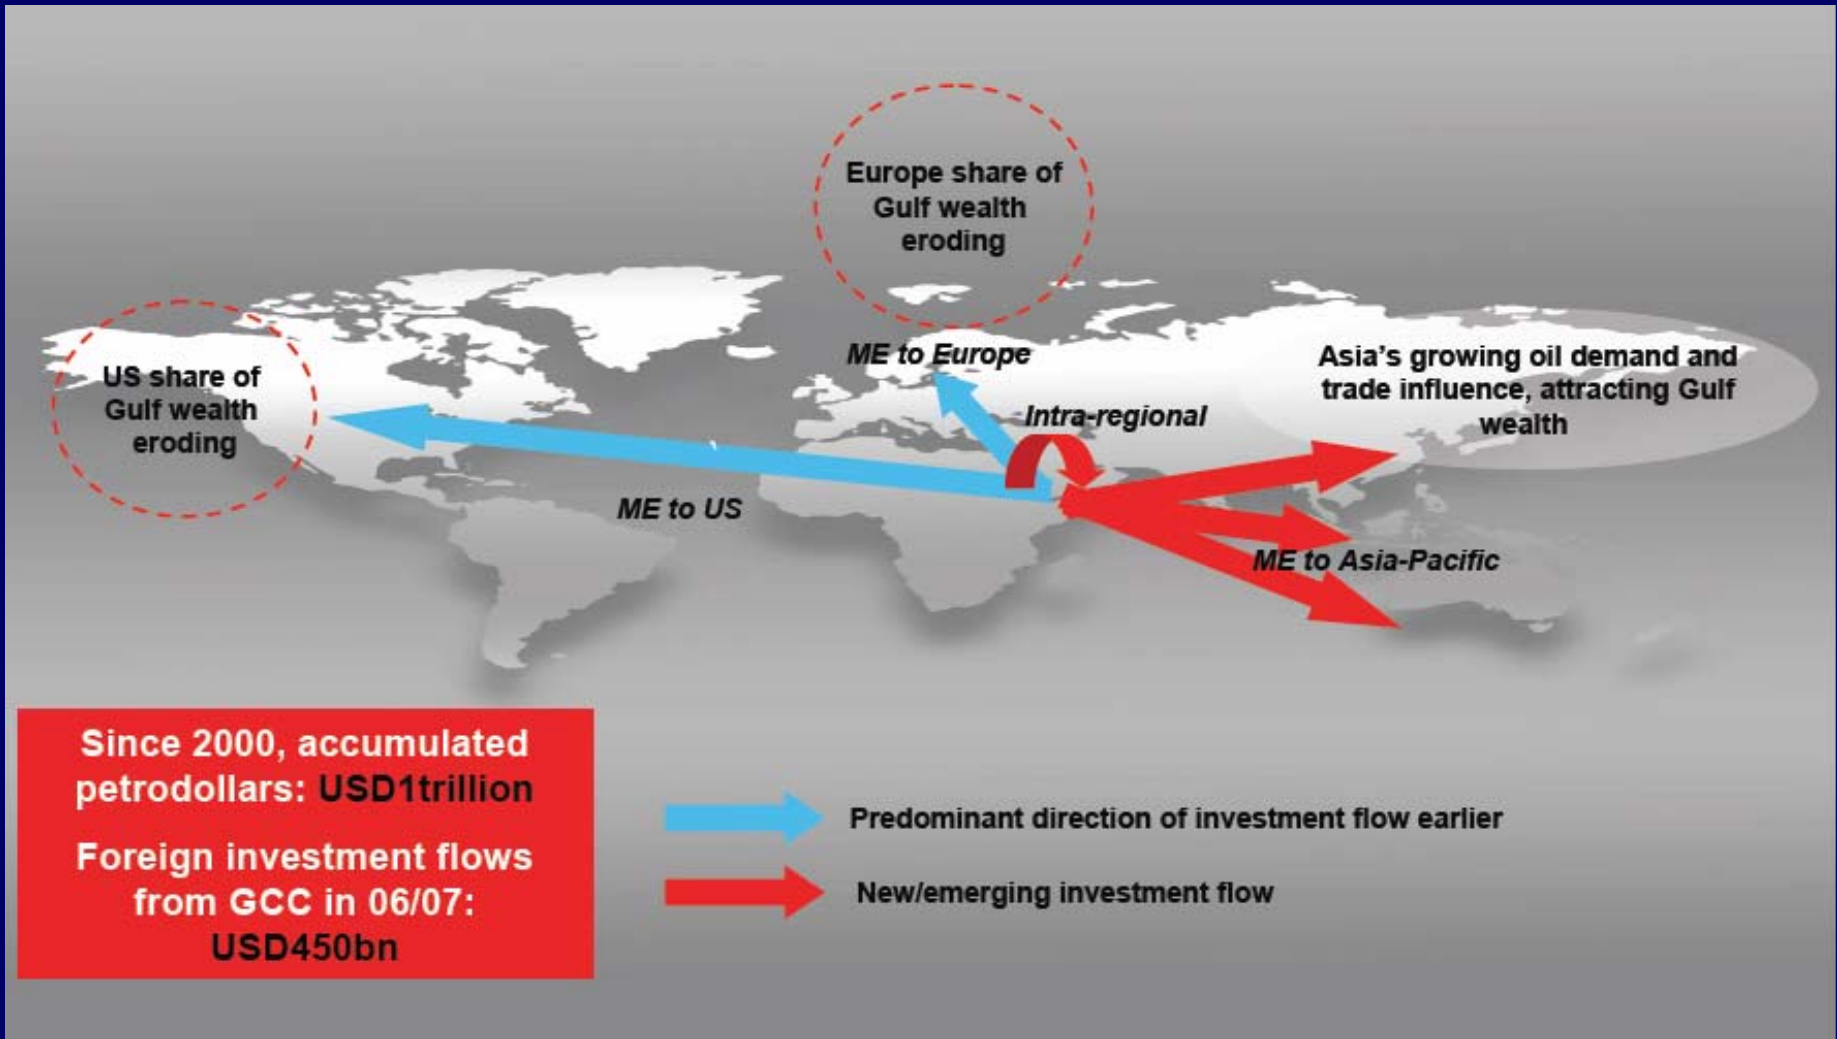 Europe share of
Gulf wealth
eroding
ME to Europe
US share of
Gulf wealth
eroding
Asia's growing oil demand and
trade influence, attracting Gulf
wealth
Intra-regional
ME to US
ME to Asia-Pacific
Since 2000, accumulated
petrodollars: USD1trillion
Foreign investment flows
from GCC in 06/07:
USD450bn
Predominant direction of investment flow earlier
New/emerging investment flow